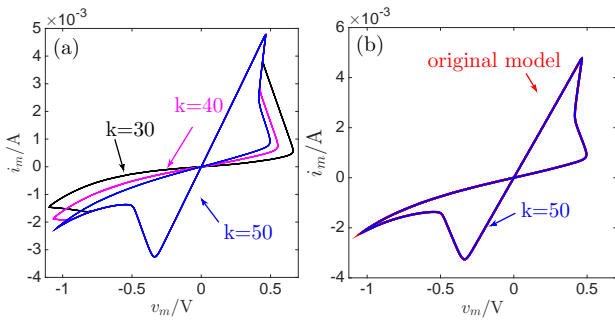 ×10⁻³
5
(a)
4
3
2
k=40
1
k=30
0
-1
-2
k=50
-3
-4
-1
-0.5
0
0.5
i_m/A
v_m/V
×10⁻³
6
(b)
original model
4
2
0
k=50
-2
-4
-1
-0.5
0
0.5
i_m/A
v_m/V